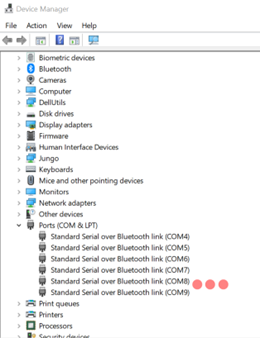 Device Manager
File Action View Help
Biometric devices
Bluetooth
Cameras
Computer
DellUtils
Disk drives
Display adapters
Firmware
Human Interface Devices
Jungo
Keyboards
Mice and other pointing devices
Monitors
Network adapters
Other devices
Ports (COM & LPT)
Standard Serial over Bluetooth link (COM4)
Standard Serial over Bluetooth link (COM5)
Standard Serial over Bluetooth link (COM6)
Standard Serial over Bluetooth link (COM7)
Standard Serial over Bluetooth link (COM8)
Standard Serial over Bluetooth link (COM9)
Print queues
Printers
Processors
Security devices